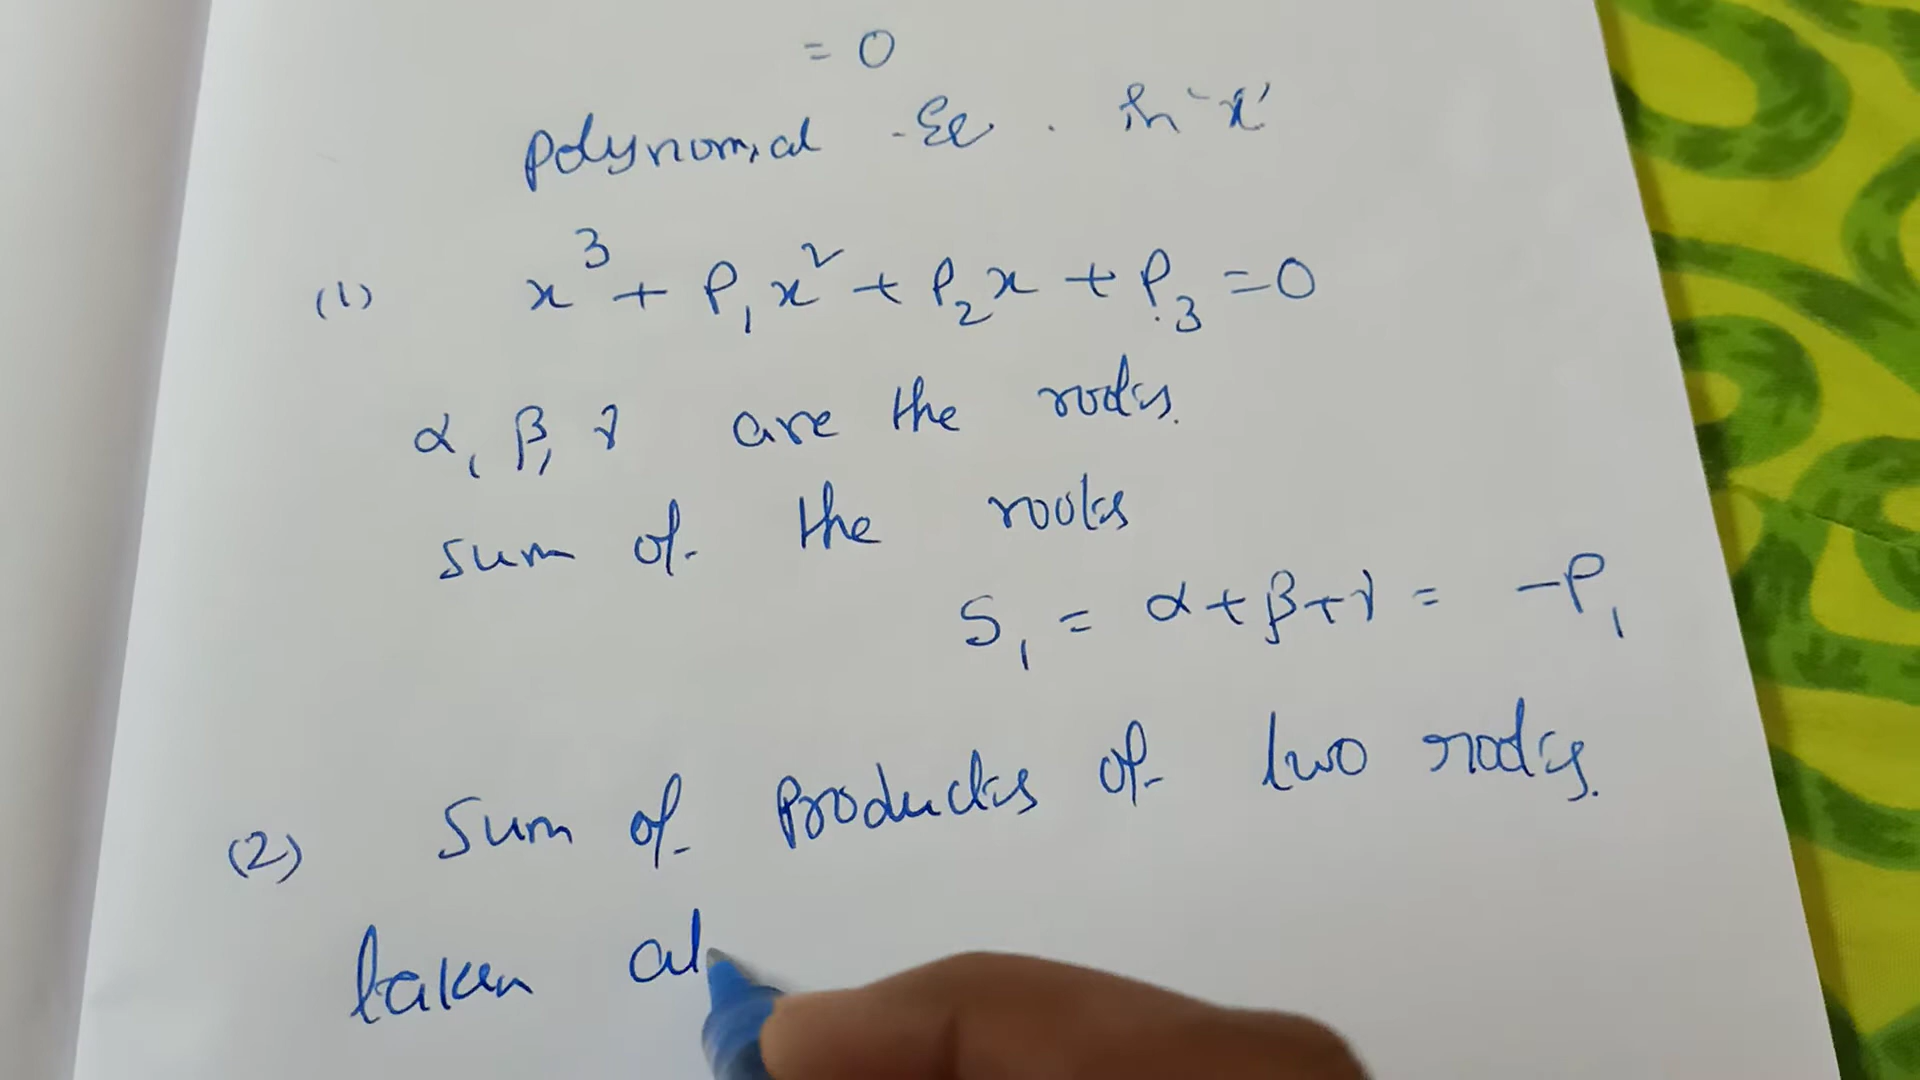 = 0
polynomial Eq. in 'x'
(1) x³ + P₁x² + P₂x + P₃ = 0
α, β, γ are the roots.
sum of the roots
S₁ = α + β + γ = -P₁
(2) Sum of Products of two roots.
taken at